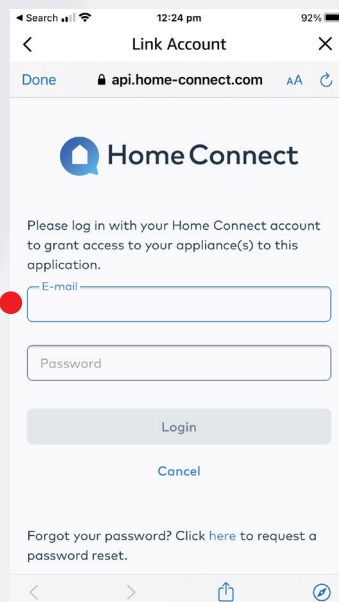 Search 12:24 pm 92%
Link Account
Done api.home-connect.com AA
Home Connect
Please log in with your Home Connect account
to grant access to your appliance(s) to this
application.
E-mail
Password
Login
Cancel
Forgot your password? Click here to request a
password reset.